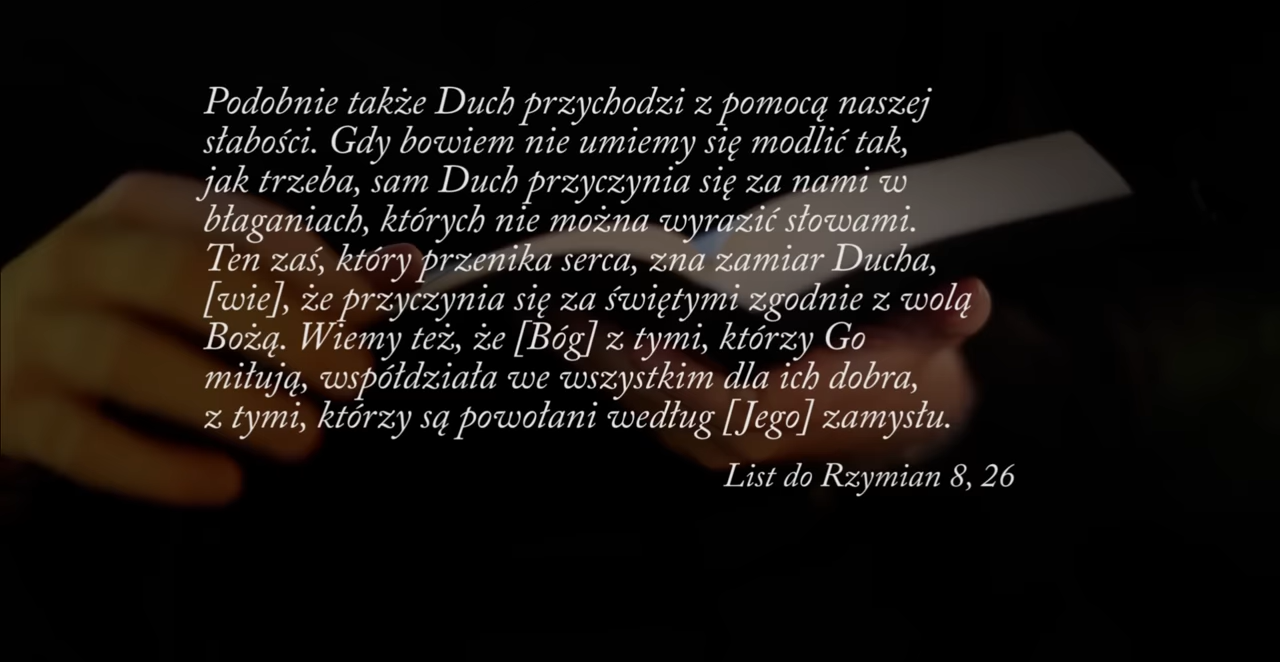 Podobnie także Duch przychodzi z pomocą naszej
słabości. Gdy bowiem nie umiemy się modlić tak,
jak trzeba, sam Duch przyczynia się za nami w
błaganiach, których nie można wyrazić słowami.
Ten zaś, który przenika serca, zna zamiar Ducha,
[wie], że przyczynia się za świętymi zgodnie z wolą
Bożą. Wiemy też, że [Bóg] z tymi, którzy Go
miłują, współdziała we wszystkim dla ich dobra,
z tymi, którzy są powołani według [Jego] zamysłu.
List do Rzymian 8, 26